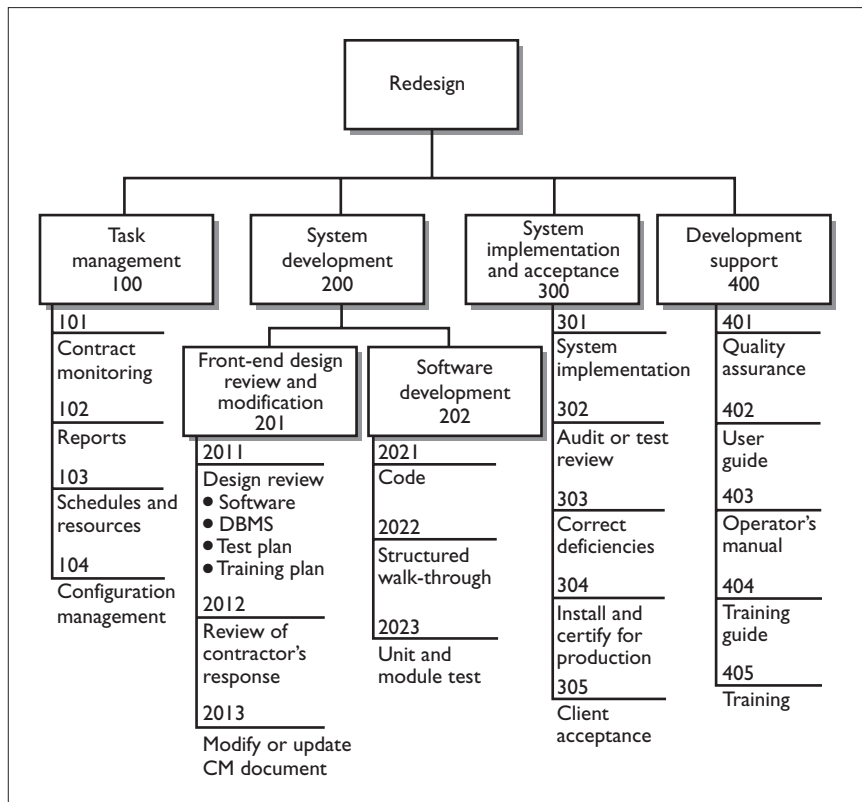 Redesign
Task
management
100
System
development
200
System
implementation
and acceptance
300
Development
support
400
101
Contract
monitoring
102
Reports
103
Schedules and
resources
104
Configuration
management
Front-end design
review and
modification
201
2011
Design review
• Software
• DBMS
• Test plan
• Training plan
2012
Review of
contractor’s
response
2013
Modify or update
CM document
Software
development
202
2021
Code
2022
Structured
walk-through
2023
Unit and
module test
301
System
implementation
302
Audit or test
review
303
Correct
deficiencies
304
Install and
certify for
production
305
Client
acceptance
401
Quality
assurance
402
User
guide
403
Operator’s
manual
404
Training
guide
405
Training